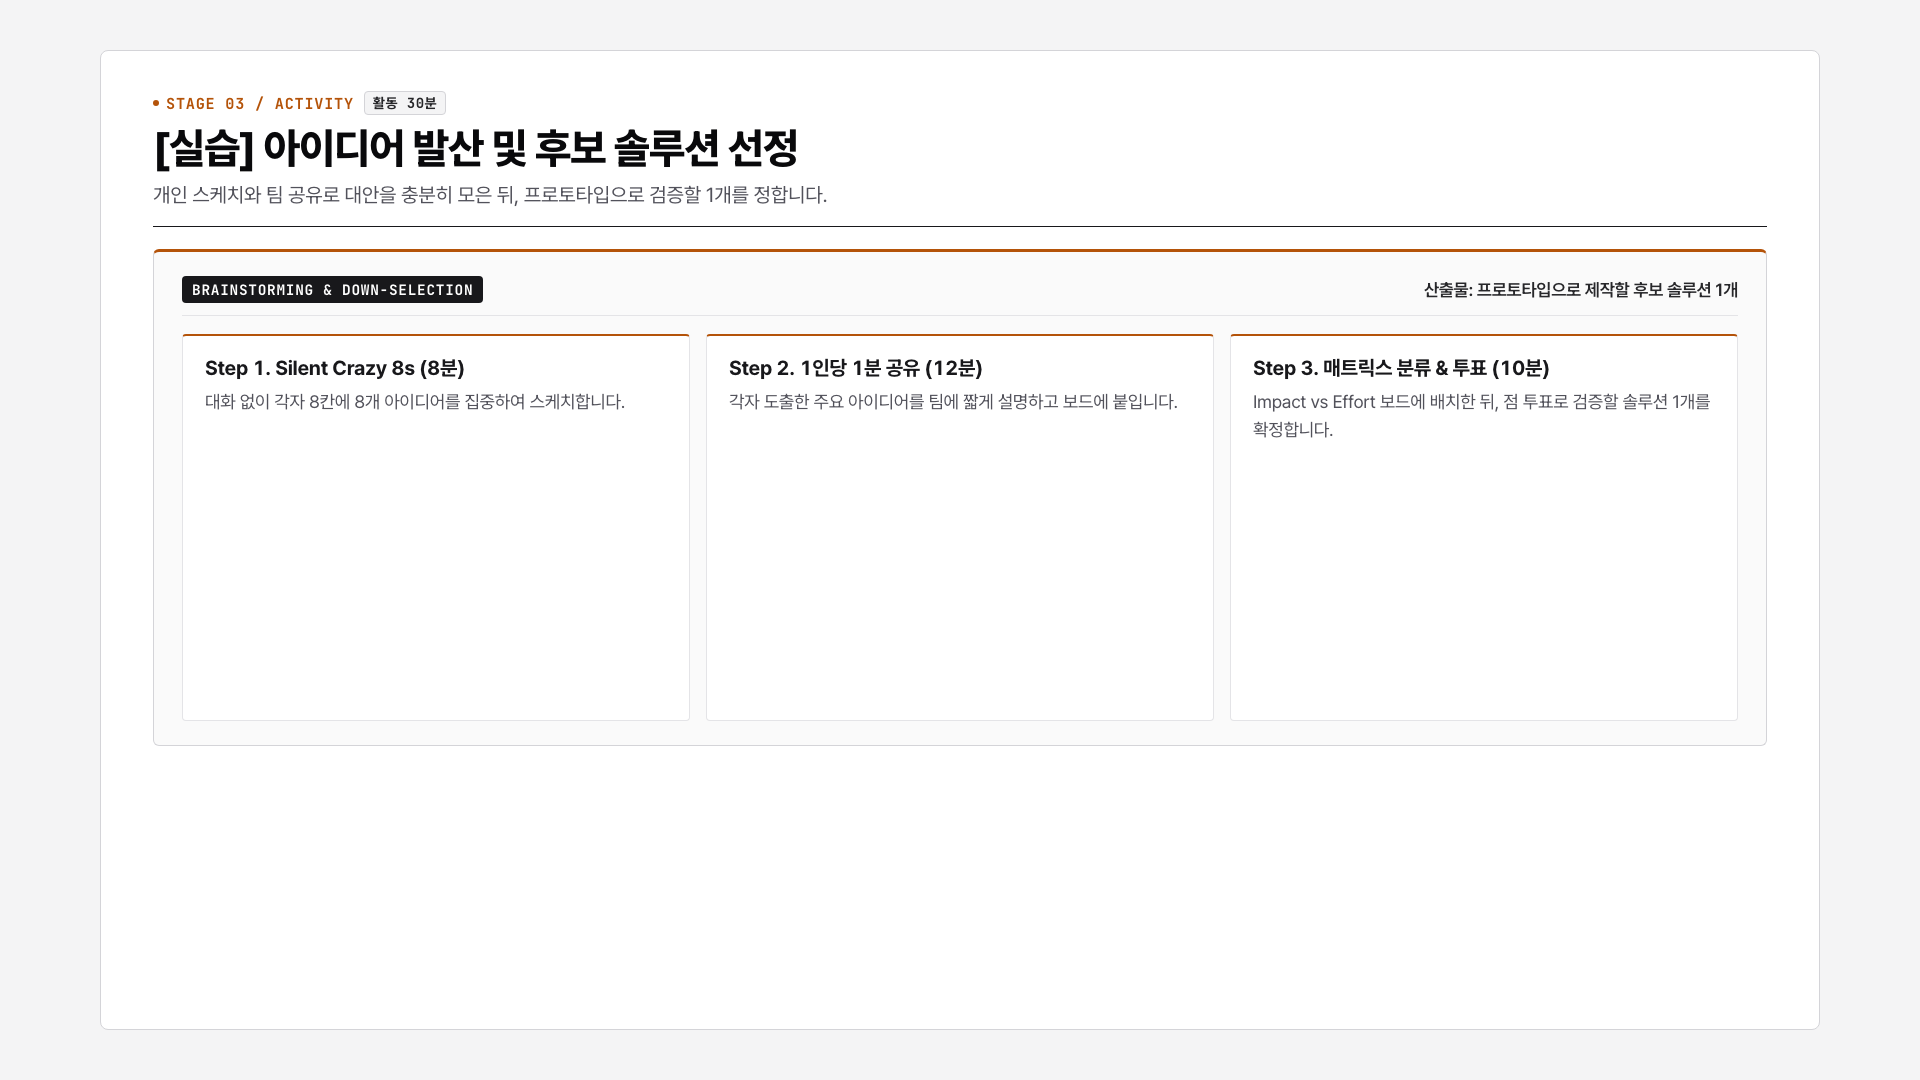 STAGE 03 / ACTIVITY 활동 30분
[실습] 아이디어 발산 및 후보 솔루션 선정
개인 스케치와 팀 공유로 대안을 충분히 모은 뒤, 프로토타입으로 검증할 1개를 정합니다.
BRAINSTORMING & DOWN-SELECTION
산출물: 프로토타입으로 제작할 후보 솔루션 1개
Step 1. Silent Crazy 8s (8분)
대화 없이 각자 8칸에 8개 아이디어를 집중하여 스케치합니다.
Step 2. 1인당 1분 공유 (12분)
각자 도출한 주요 아이디어를 팀에 짧게 설명하고 보드에 붙입니다.
Step 3. 매트릭스 분류 & 투표 (10분)
Impact vs Effort 보드에 배치한 뒤, 점 투표로 검증할 솔루션 1개를
확정합니다.